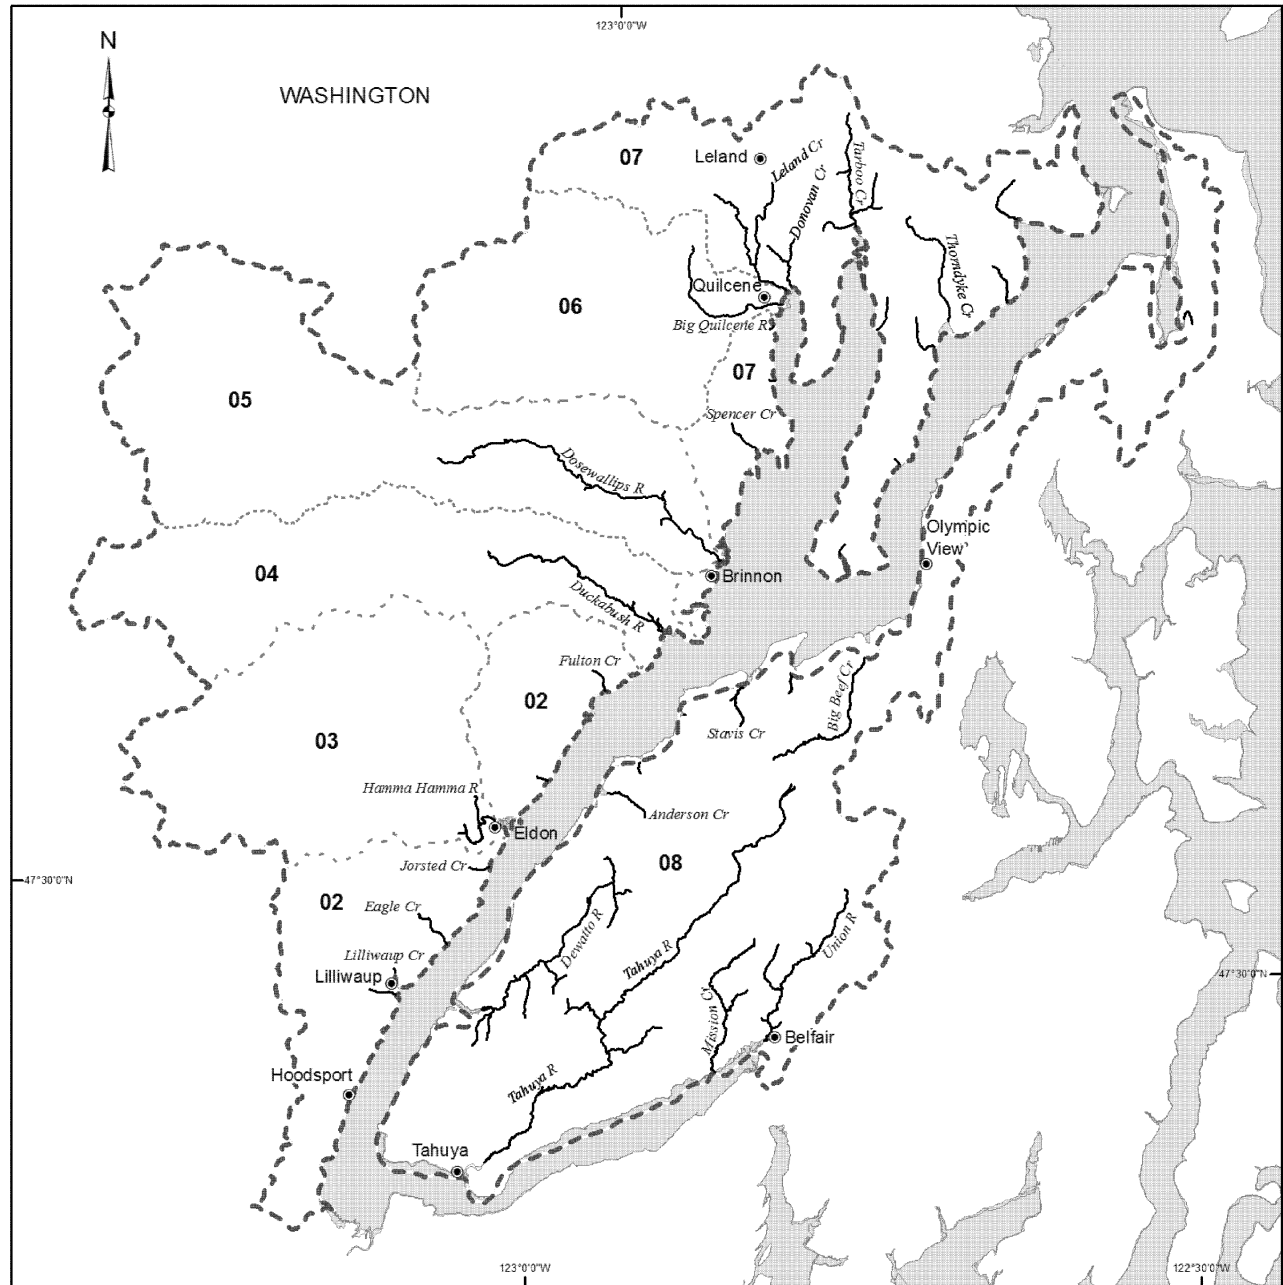 123°0'0"W
N
WASHINGTON
07
Leland
Leland Cr
Tarboo Cr
Donovan Cr
Thorndyke Cr
Quilcene
06
Big Quilcene R
07
05
Spencer Cr
Dosewallips R
Olympic
View
04
Brinnon
Duckabush R
Fulton Cr
02
Big Beef Cr
Stavis Cr
03
Hamma Hamma R
Anderson Cr
Eldon
08
Jorsted Cr
47°30'0"N
02
Eagle Cr
Dewatto R
Union R
Lilliwaup Cr
Tahuya R
Lilliwaup
47°30'0"N
Mission Cr
Belfair
Hoodsport
Tahuya R
Tahuya
123°0'0"W
122°30'0"W